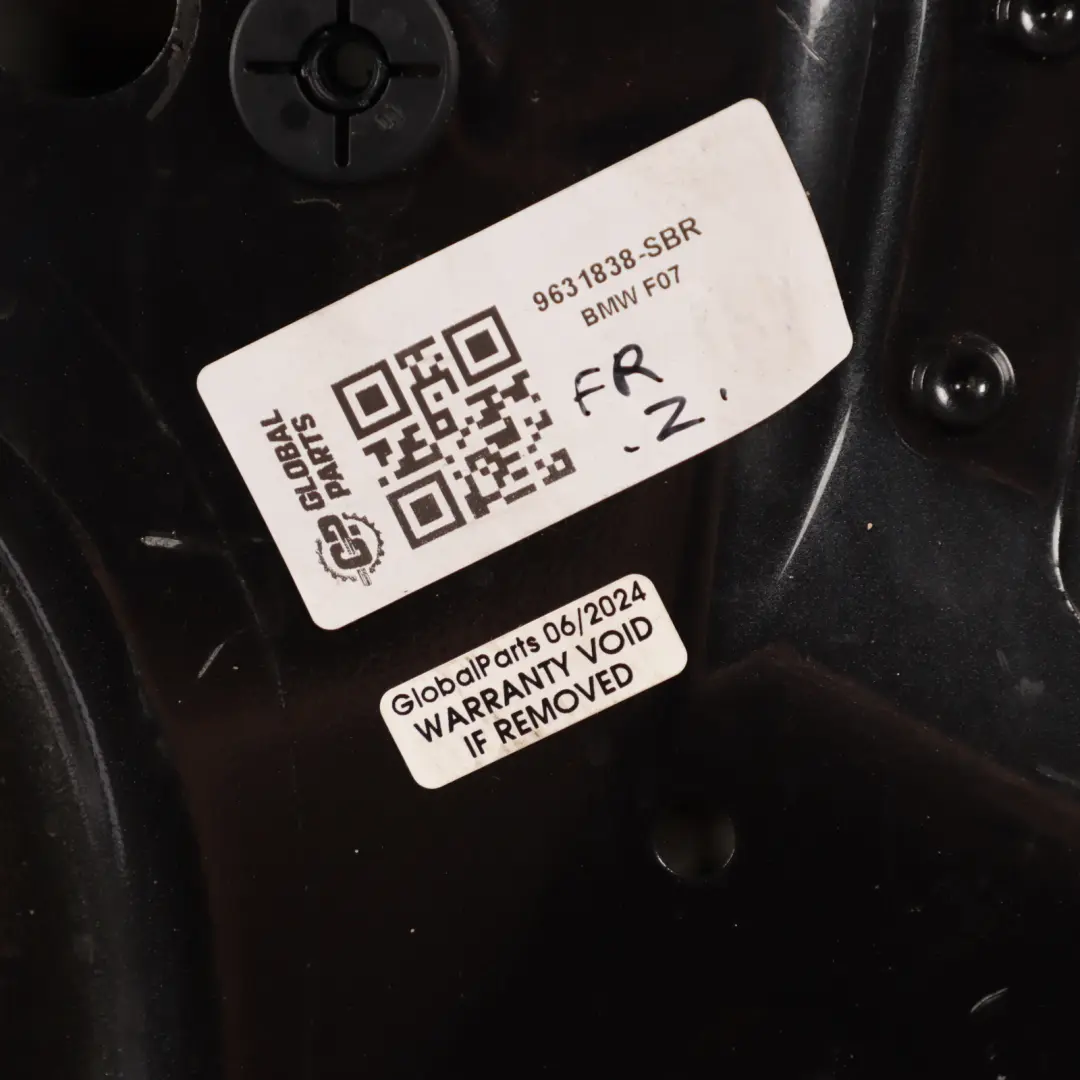 9631838-SBR
BMW F07
FR
.Z.
GLOBAL
PARTS
GlobalParts 06/2024
WARRANTY VOID
IF REMOVED